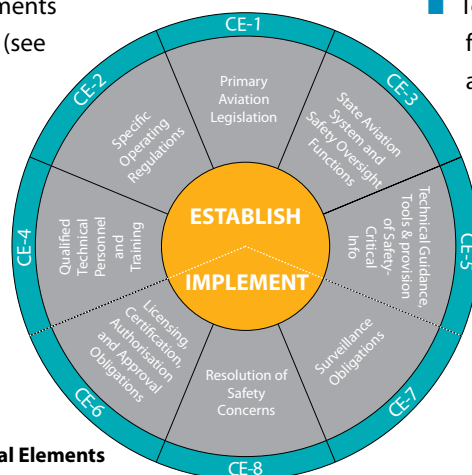 ements
(see
CE-1
Primary
Aviation
Legislation
CE-2
Specific
Operating
Regulations
CE-3
State Aviation
System and
Safety Oversight
Functions
CE-4
Qualified
Technical
Personnel
and
Training
CE-5
Technical Guidance,
Tools & provision
of Safety-
Critical
Info
ESTABLISH
IMPLEMENT
CE-6
Licensing,
Certification,
Authorisation
and Approval
Obligations
CE-7
Surveillance
Obligations
CE-8
Resolution of
Safety
Concerns
al Elements
f
a